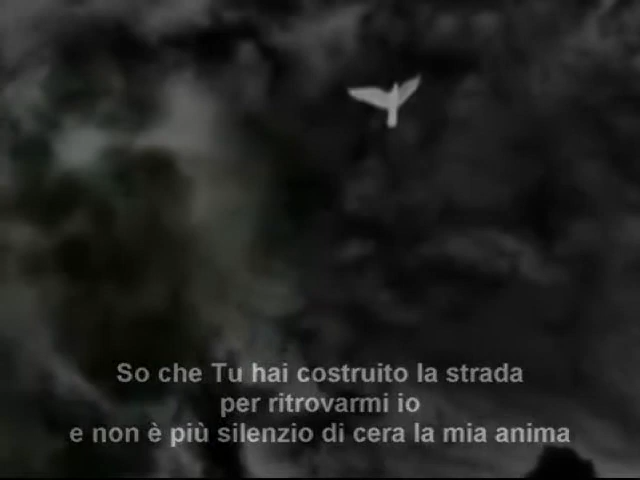 So che Tu hai costruito la strada
per ritrovarmi io
e non è più silenzio di cera la mia anima